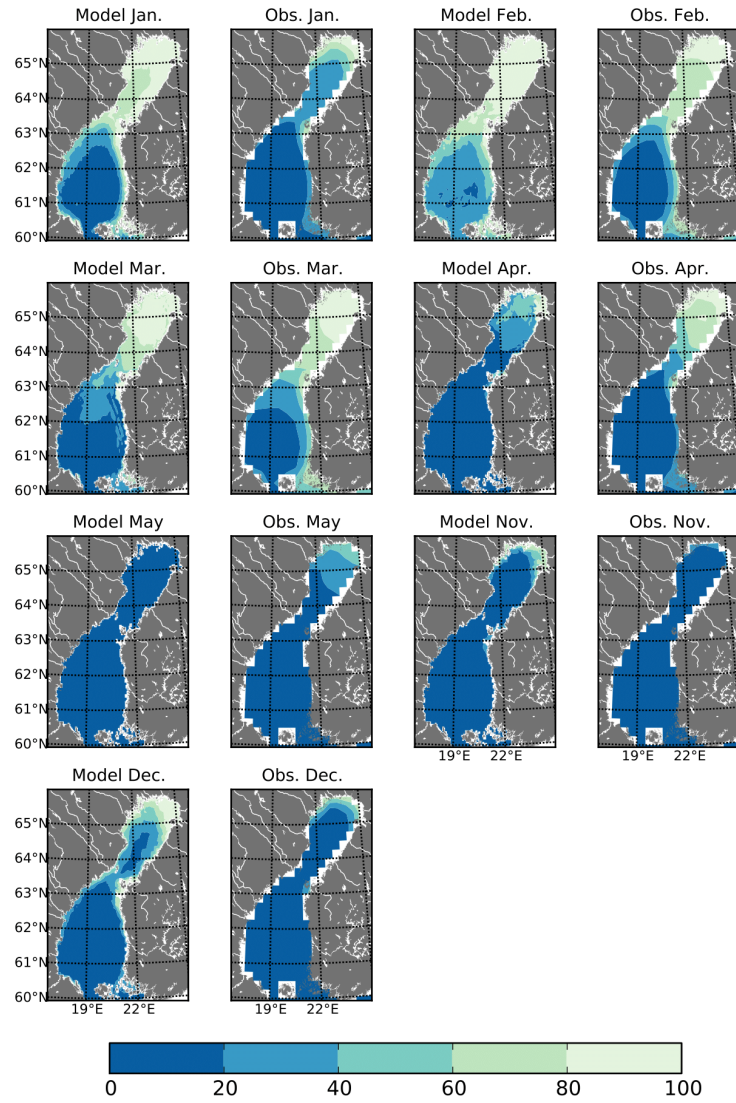 Model Jan. Obs. Jan. Model Feb. Obs. Feb.
65°N
64°N
63°N
62°N
61°N
60°N
Model Mar. Obs. Mar. Model Apr. Obs. Apr.
65°N
64°N
63°N
62°N
61°N
60°N
Model May Obs. May Model Nov. Obs. Nov.
65°N
64°N
63°N
62°N
61°N
60°N
19°E 22°E 19°E 22°E
Model Dec. Obs. Dec.
65°N
64°N
63°N
62°N
61°N
60°N
19°E 22°E 19°E 22°E
0 20 40 60 80 100